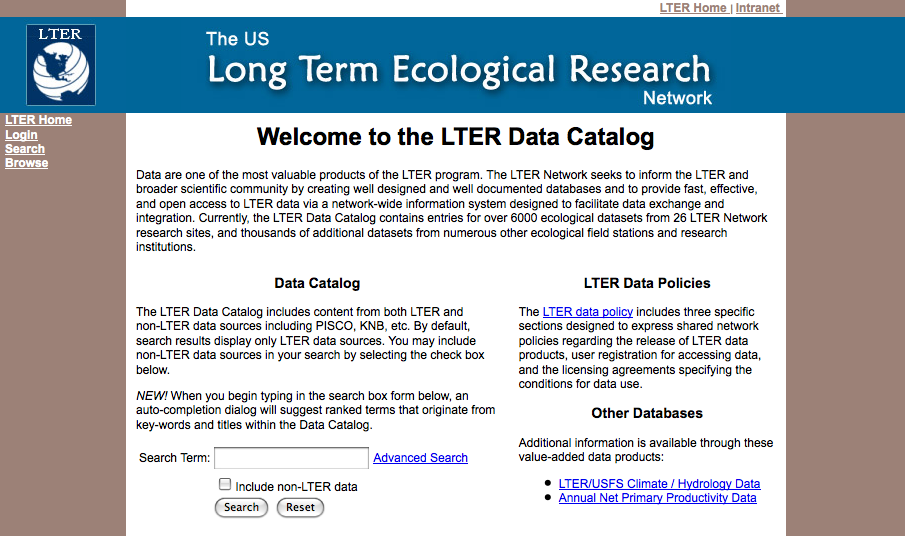 LTER Home | Intranet
LTER
The US
Long Term Ecological Research
Network
LTER Home
Login
Search
Browse
Welcome to the LTER Data Catalog
Data are one of the most valuable products of the LTER program. The LTER Network seeks to inform the LTER and
broader scientific community by creating well designed and well documented databases and to provide fast, effective,
and open access to LTER data via a network-wide information system designed to facilitate data exchange and
integration. Currently, the LTER Data Catalog contains entries for over 6000 ecological datasets from 26 LTER Network
research sites, and thousands of additional datasets from numerous other ecological field stations and research
institutions.
Data Catalog
The LTER Data Catalog includes content from both LTER and
non-LTER data sources including PISCO, KNB, etc. By default,
search results display only LTER data sources. You may include
non-LTER data sources in your search by selecting the check box
below.
NEW! When you begin typing in the search box form below, an
auto-completion dialog will suggest ranked terms that originate from
key-words and titles within the Data Catalog.
Search Term: Advanced Search
Include non-LTER data
Search Reset
LTER Data Policies
The LTER data policy includes three specific
sections designed to express shared network
policies regarding the release of LTER data
products, user registration for accessing data,
and the licensing agreements specifying the
conditions for data use.
Other Databases
Additional information is available through these
value-added data products:
• LTER/USFS Climate / Hydrology Data
• Annual Net Primary Productivity Data